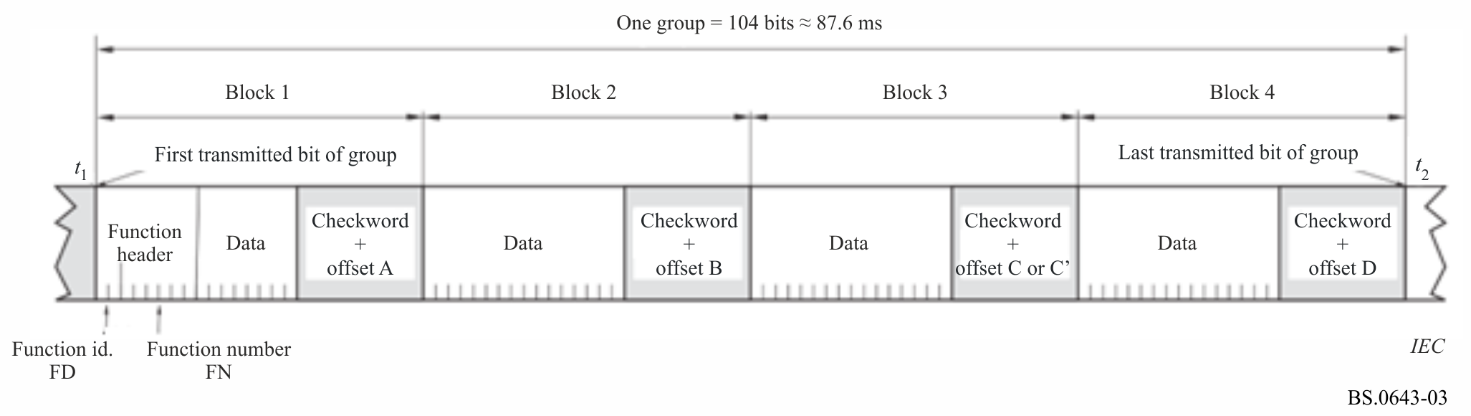 One group = 104 bits ≈ 87.6 ms
Block 1
Block 2
Block 3
Block 4
First transmitted bit of group
Last transmitted bit of group
t1
t2
Function
header
Data
Checkword
+
offset A
Data
Checkword
+
offset B
Data
Checkword
+
offset C or C’
Data
Checkword
+
offset D
Function id.
FD
Function number
FN
IEC
BS.0643-03